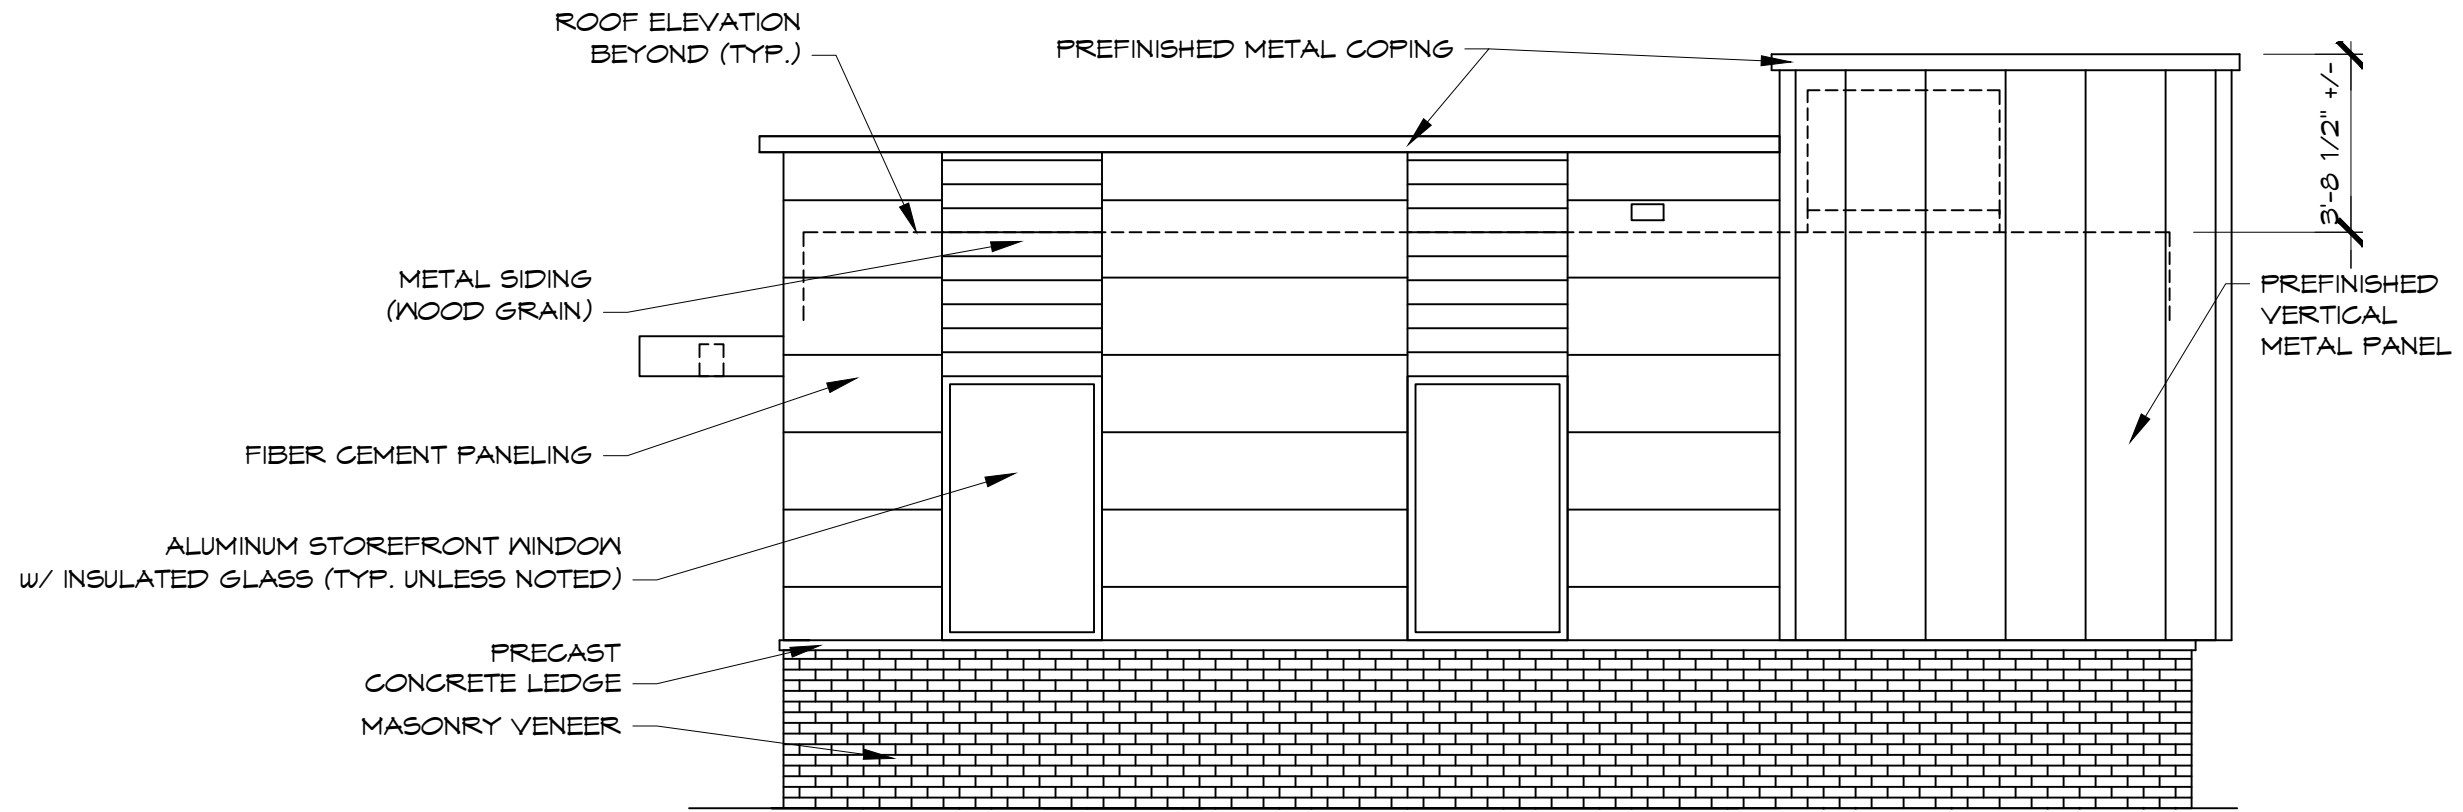 ROOF ELEVATION
BEYOND (TYP.)
PREFINISHED METAL COPING
3'-8 1/2" +/-
METAL SIDING
(WOOD GRAIN)
PREFINISHED
VERTICAL
METAL PANEL
FIBER CEMENT PANELING
ALUMINUM STOREFRONT WINDOW
w/ INSULATED GLASS (TYP. UNLESS NOTED)
PRECAST
CONCRETE LEDGE
MASONRY VENEER